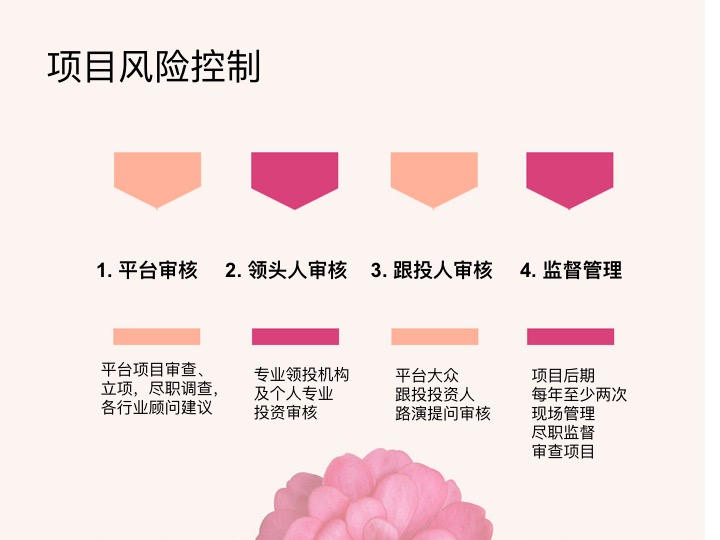 项目风险控制
1. 平台审核
2. 领头人审核
3. 跟投人审核
4. 监督管理
平台项目审查、
立项，尽职调查，
各行业顾问建议
专业领投机构
及个人专业
投资审核
平台大众
跟投投资人
路演提问审核
项目后期
每年至少两次
现场管理
尽职监督
审查项目